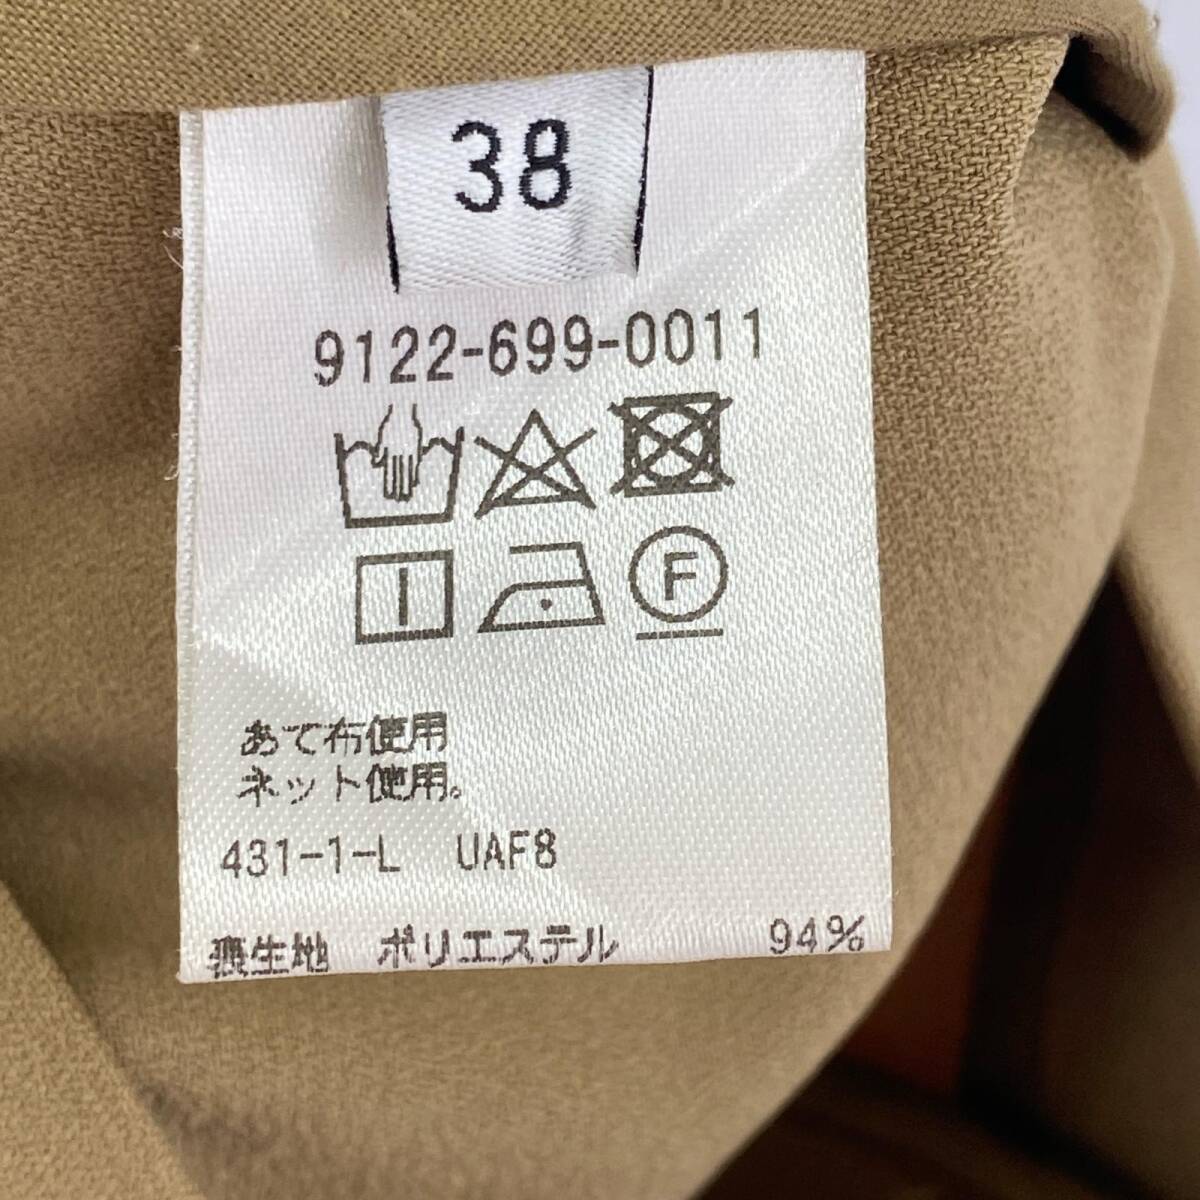 38
9122-699-0011
F
あて布使用
ネット使用。
431-1-L UAF8
表生地 ポリエステル 94%